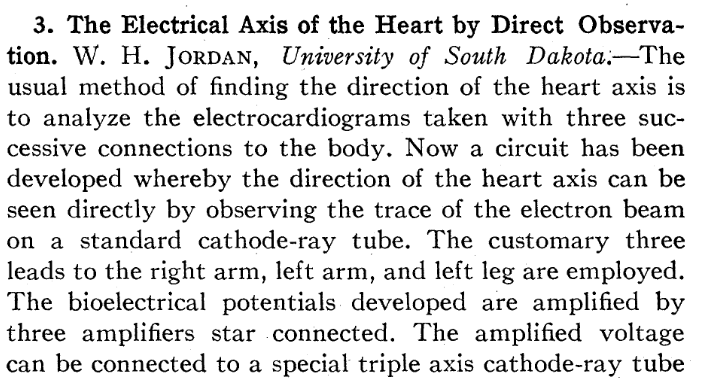 3. The Electrical Axis of the Heart by Direct Observa-
tion. W. H. JORDAN, University of South Dakota.—The
usual method of finding the direction of the heart axis is
to analyze the electrocardiograms taken with three suc-
cessive connections to the body. Now a circuit has been
developed whereby the direction of the heart axis can be
seen directly by observing the trace of the electron beam
on a standard cathode-ray tube. The customary three
leads to the right arm, left arm, and left leg are employed.
The bioelectrical potentials developed are amplified by
three amplifiers star connected. The amplified voltage
can be connected to a special triple axis cathode-ray tube